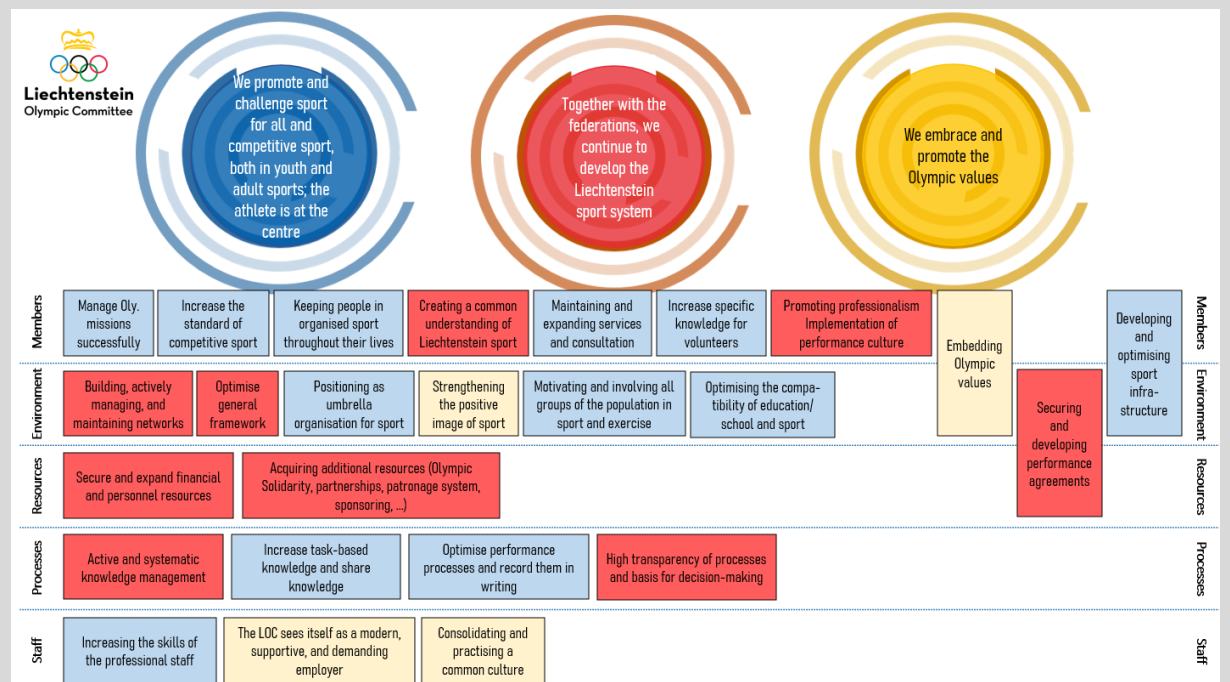 Liechtenstein
Olympic Committee
We promote and
challenge sport
for all and
competitive sport,
both in youth and
adult sports; the
athlete is at the
centre
Together with the
federations, we
continue to
develop the
Liechtenstein
sport system
We embrace and
promote the
Olympic values
Members
Manage Oly.
missions
successfully
Increase the
standard of
competitive sport
Keeping people in
organised sport
throughout their lives
Creating a common
understanding of
Liechtenstein sport
Maintaining and
expanding services
and consultation
Increase specific
knowledge for
volunteers
Promoting professionalism
Implementation of
performance culture
Embedding
Olympic
values
Developing
and
optimising
sport
infra-
structure
Members
Environment
Building, actively
managing, and
maintaining networks
Optimise
general
framework
Positioning as
umbrella
organisation for sport
Strengthening
the positive
image of sport
Motivating and involving all
groups of the population in
sport and exercise
Optimising the compa-
tibility of education/
school and sport
Securing
and
developing
performance
agreements
Environment
Resources
Secure and expand financial
and personnel resources
Acquiring additional resources (Olympic
Solidarity, partnerships, patronage system,
sponsoring, ...)
Resources
Processes
Active and systematic
knowledge management
Increase task-based
knowledge and share
knowledge
Optimise performance
processes and record them in
writing
High transparency of processes
and basis for decision-making
Processes
Staff
Increasing the skills of
the professional staff
The LOC sees itself as a modern,
supportive, and demanding
employer
Consolidating and
practising a
common culture
Staff